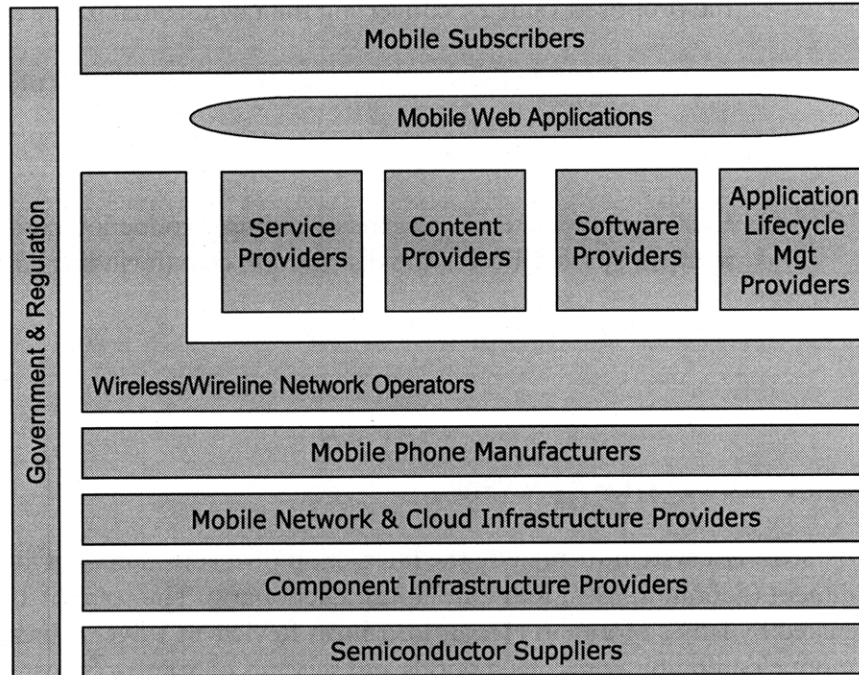 Mobile Subscribers
Mobile Web Applications
Service
Providers
Content
Providers
Software
Providers
Application
Lifecycle
Mgt
Providers
Government & Regulation
Wireless/Wireline Network Operators
Mobile Phone Manufacturers
Mobile Network & Cloud Infrastructure Providers
Component Infrastructure Providers
Semiconductor Suppliers